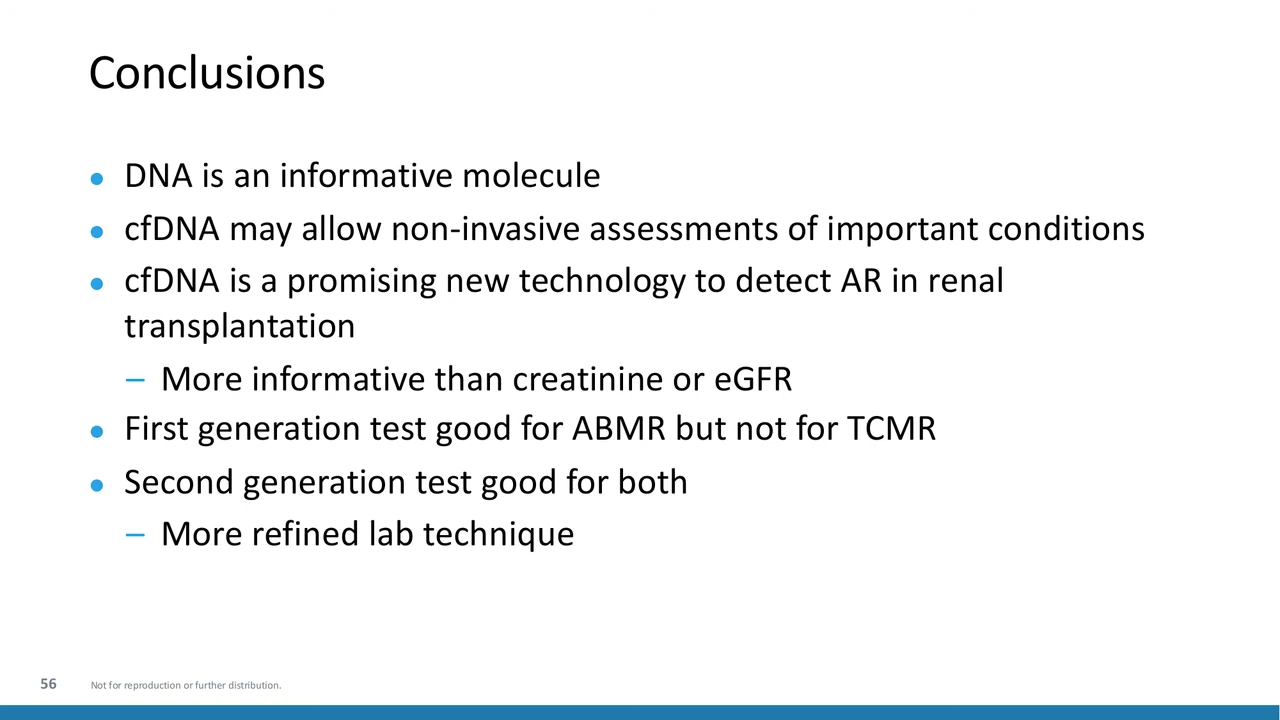 Conclusions
● DNA is an informative molecule
● cfDNA may allow non-invasive assessments of important conditions
● cfDNA is a promising new technology to detect AR in renal
transplantation
– More informative than creatinine or eGFR
● First generation test good for ABMR but not for TCMR
● Second generation test good for both
– More refined lab technique
56 Not for reproduction or further distribution.